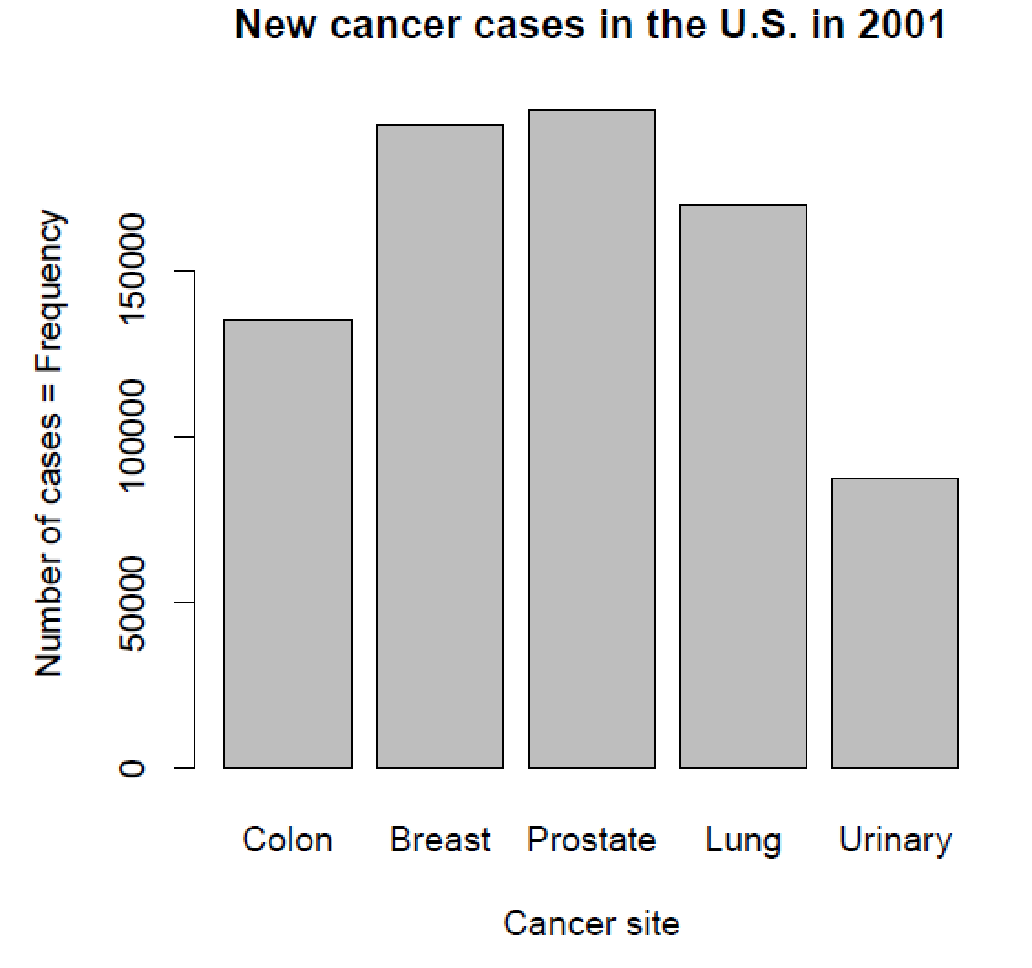 New cancer cases in the U.S. in 2001
Number of cases = Frequency
150000
100000
50000
0
Colon Breast Prostate Lung Urinary
Cancer site